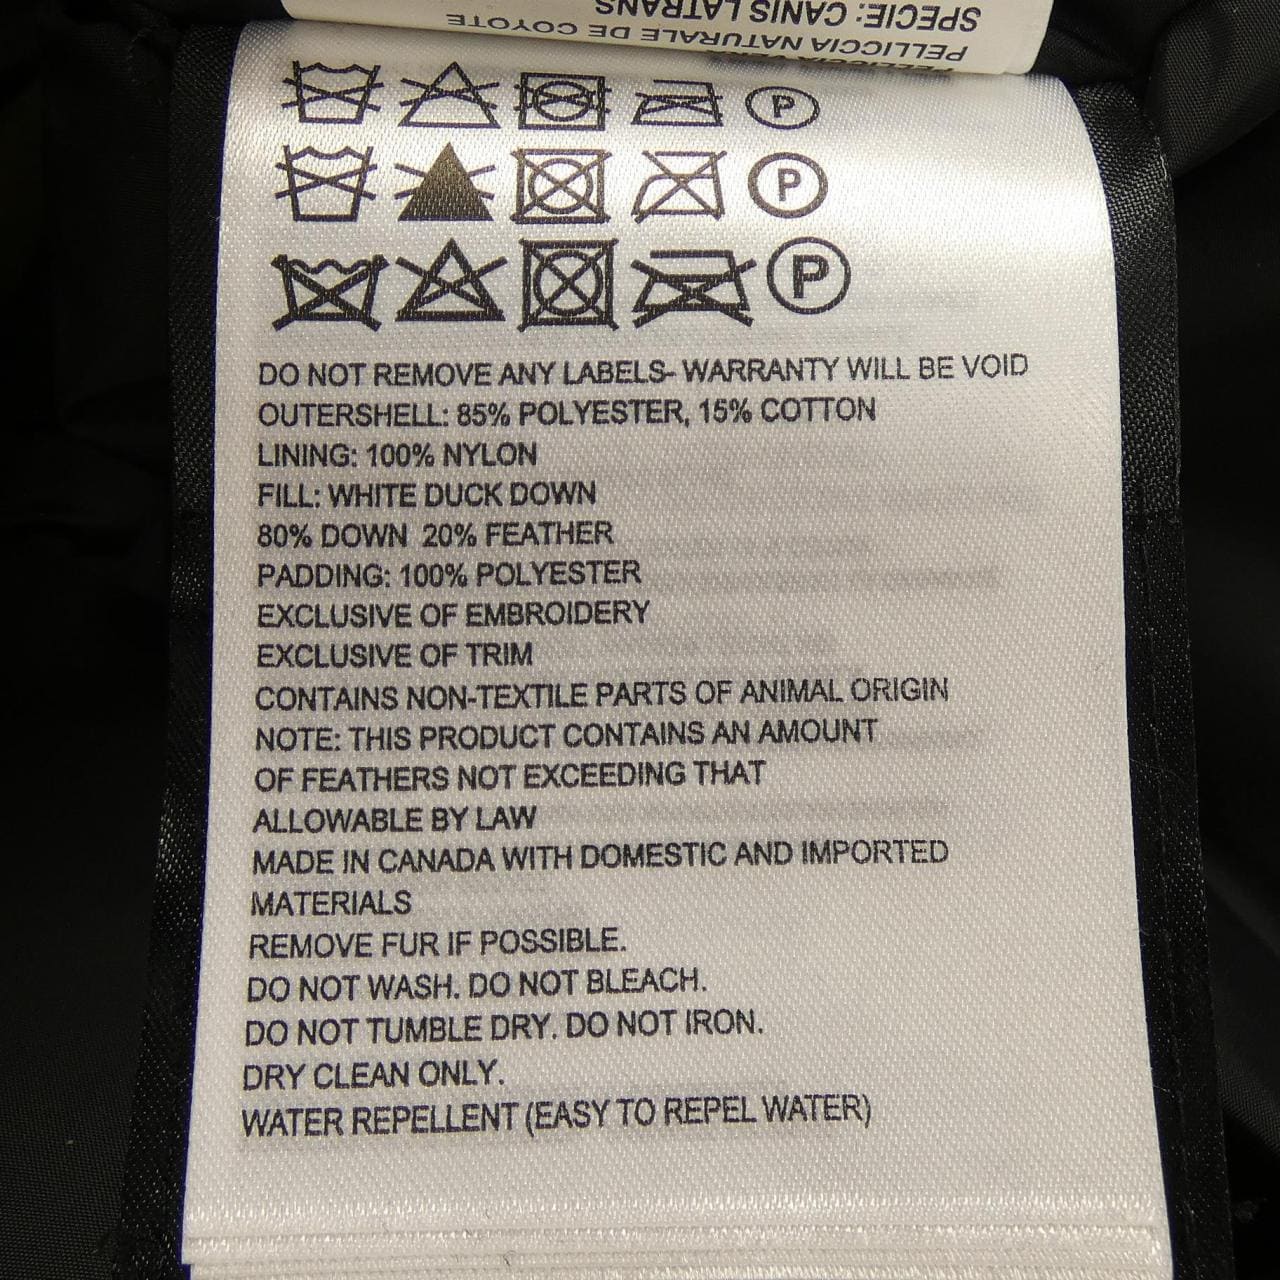 SPECIE: CANIS LATRANS
PELLICCIA NATURALE DE COYOTE
PELLICCIA
P
P
P
DO NOT REMOVE ANY LABELS- WARRANTY WILL BE VOID
OUTERSHELL: 85% POLYESTER, 15% COTTON
LINING: 100% NYLON
FILL: WHITE DUCK DOWN
80% DOWN 20% FEATHER
PADDING: 100% POLYESTER
EXCLUSIVE OF EMBROIDERY
EXCLUSIVE OF TRIM
CONTAINS NON-TEXTILE PARTS OF ANIMAL ORIGIN
NOTE: THIS PRODUCT CONTAINS AN AMOUNT
OF FEATHERS NOT EXCEEDING THAT
ALLOWABLE BY LAW
MADE IN CANADA WITH DOMESTIC AND IMPORTED
MATERIALS
REMOVE FUR IF POSSIBLE.
DO NOT WASH. DO NOT BLEACH.
DO NOT TUMBLE DRY. DO NOT IRON.
DRY CLEAN ONLY.
WATER REPELLENT (EASY TO REPEL WATER)